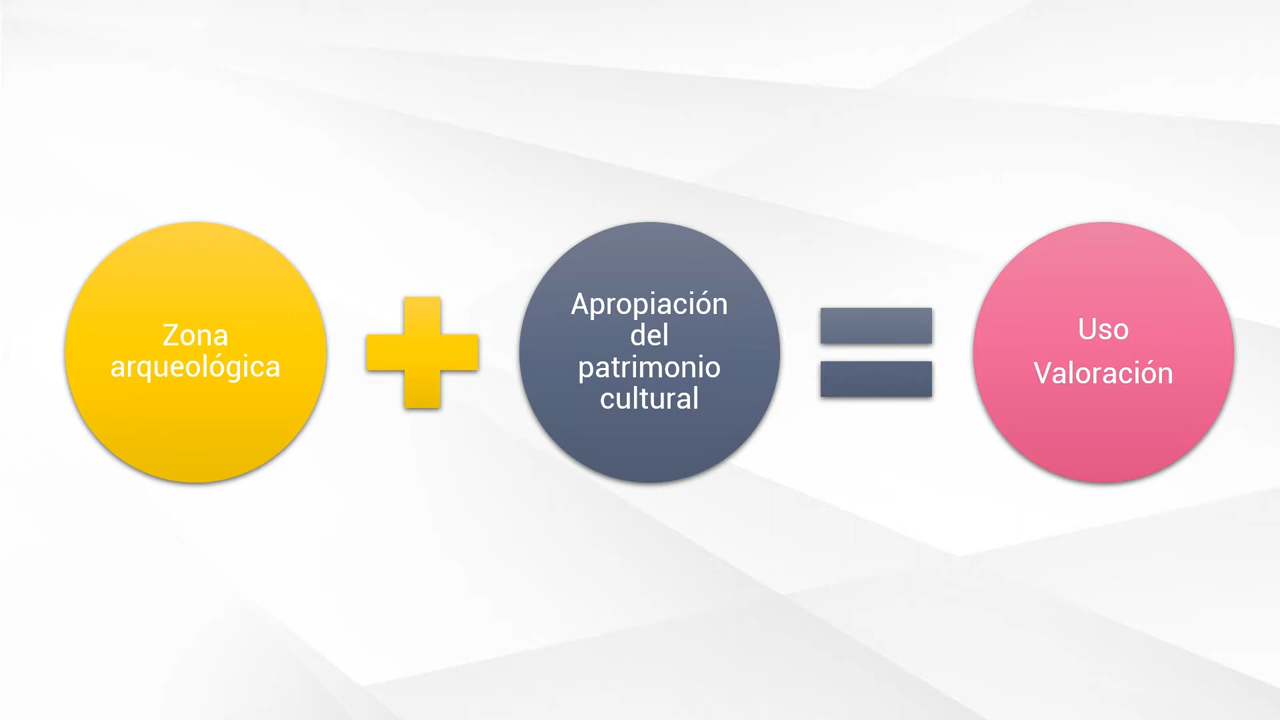 Zona
arqueológica
Apropiación
del
patrimonio
cultural
Uso
Valoración